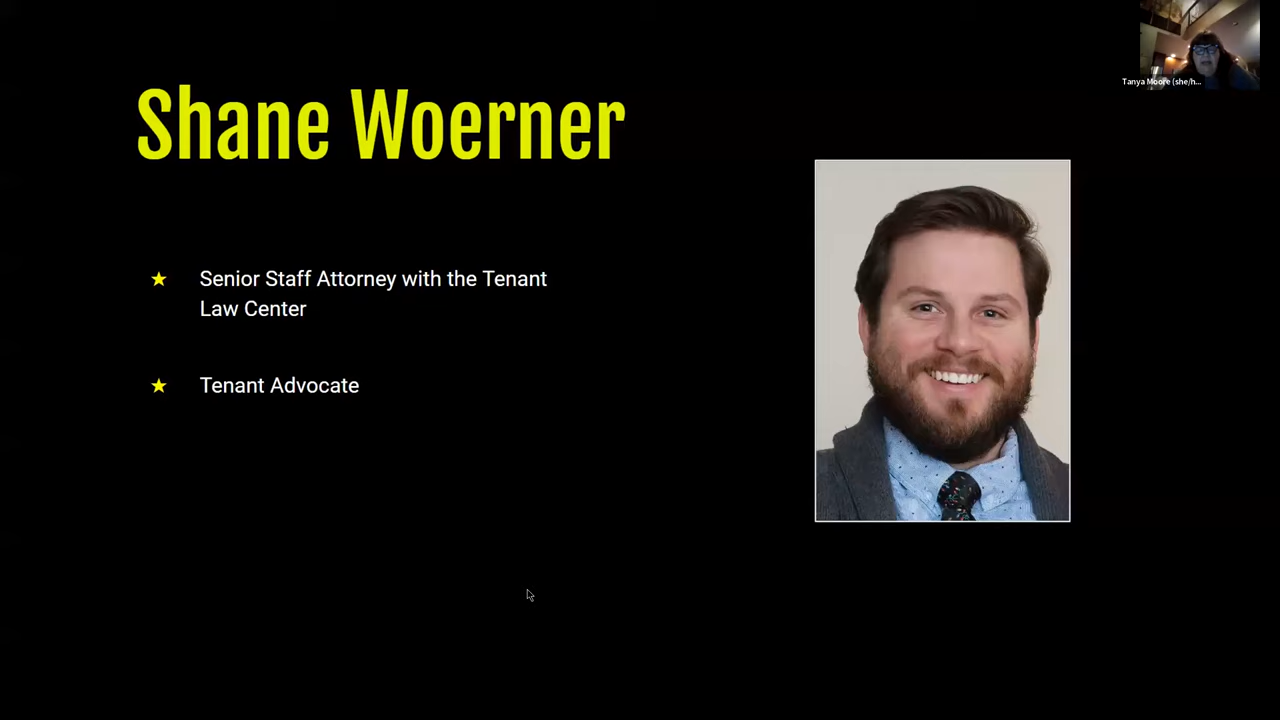 Tanya Moore (she/h...
Shane Woerner
★ Senior Staff Attorney with the Tenant
Law Center
★ Tenant Advocate